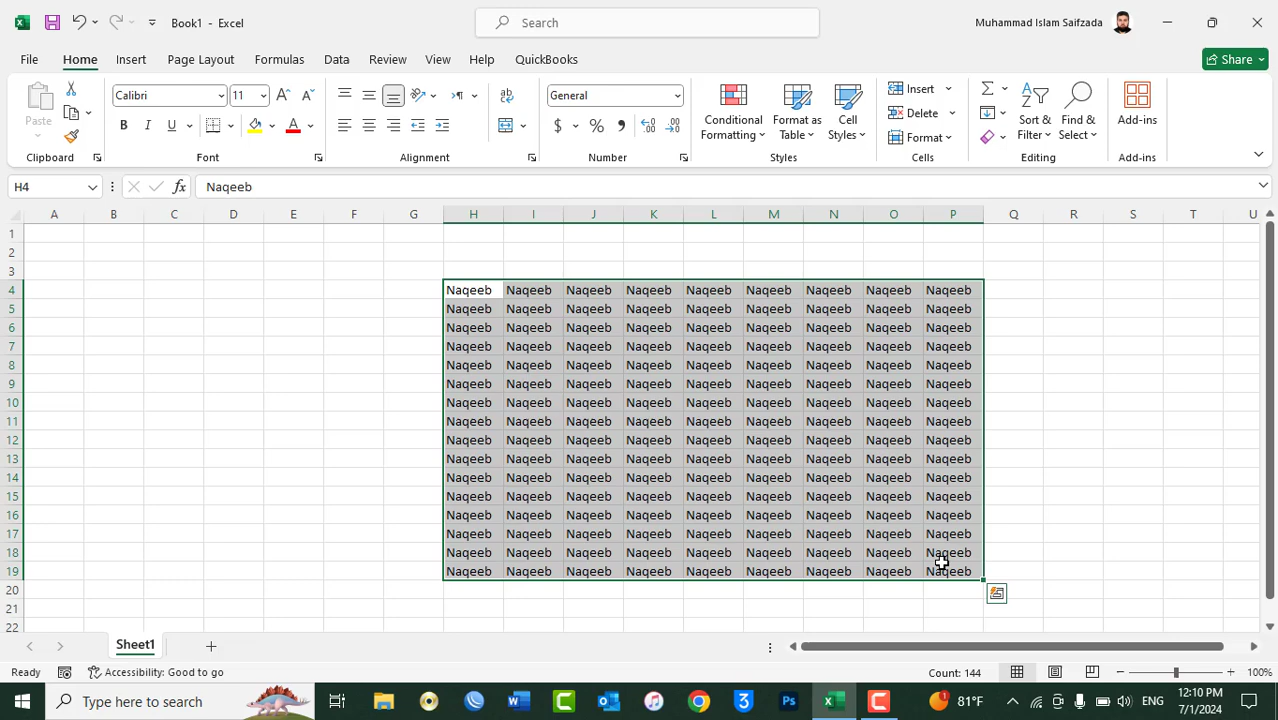 Book1 - Excel
Search
Muhammad Islam Saifzada
File Home Insert Page Layout Formulas Data Review View Help QuickBooks
Share
Paste
Calibri 11
B I U A
General
$ % 9
Conditional Formatting
Format as Table
Cell Styles
Insert
Delete
Format
Sort & Filter
Find & Select
Add-ins
Clipboard Font Alignment Number Styles Cells Editing Add-ins
H4 fx Naqeeb
A B C D E F G H I J K L M N O P Q R S T U
1
2
3
4 Naqeeb Naqeeb Naqeeb Naqeeb Naqeeb Naqeeb Naqeeb Naqeeb Naqeeb
5 Naqeeb Naqeeb Naqeeb Naqeeb Naqeeb Naqeeb Naqeeb Naqeeb Naqeeb
6 Naqeeb Naqeeb Naqeeb Naqeeb Naqeeb Naqeeb Naqeeb Naqeeb Naqeeb
7 Naqeeb Naqeeb Naqeeb Naqeeb Naqeeb Naqeeb Naqeeb Naqeeb Naqeeb
8 Naqeeb Naqeeb Naqeeb Naqeeb Naqeeb Naqeeb Naqeeb Naqeeb Naqeeb
9 Naqeeb Naqeeb Naqeeb Naqeeb Naqeeb Naqeeb Naqeeb Naqeeb Naqeeb
10 Naqeeb Naqeeb Naqeeb Naqeeb Naqeeb Naqeeb Naqeeb Naqeeb Naqeeb
11 Naqeeb Naqeeb Naqeeb Naqeeb Naqeeb Naqeeb Naqeeb Naqeeb Naqeeb
12 Naqeeb Naqeeb Naqeeb Naqeeb Naqeeb Naqeeb Naqeeb Naqeeb Naqeeb
13 Naqeeb Naqeeb Naqeeb Naqeeb Naqeeb Naqeeb Naqeeb Naqeeb Naqeeb
14 Naqeeb Naqeeb Naqeeb Naqeeb Naqeeb Naqeeb Naqeeb Naqeeb Naqeeb
15 Naqeeb Naqeeb Naqeeb Naqeeb Naqeeb Naqeeb Naqeeb Naqeeb Naqeeb
16 Naqeeb Naqeeb Naqeeb Naqeeb Naqeeb Naqeeb Naqeeb Naqeeb Naqeeb
17 Naqeeb Naqeeb Naqeeb Naqeeb Naqeeb Naqeeb Naqeeb Naqeeb Naqeeb
18 Naqeeb Naqeeb Naqeeb Naqeeb Naqeeb Naqeeb Naqeeb Naqeeb Naqeeb
19 Naqeeb Naqeeb Naqeeb Naqeeb Naqeeb Naqeeb Naqeeb Naqeeb Naqeeb
20
21
22
Sheet1
Ready Accessibility: Good to go Count: 144 100%
Type here to search
81°F
ENG
12:10 PM
7/1/2024